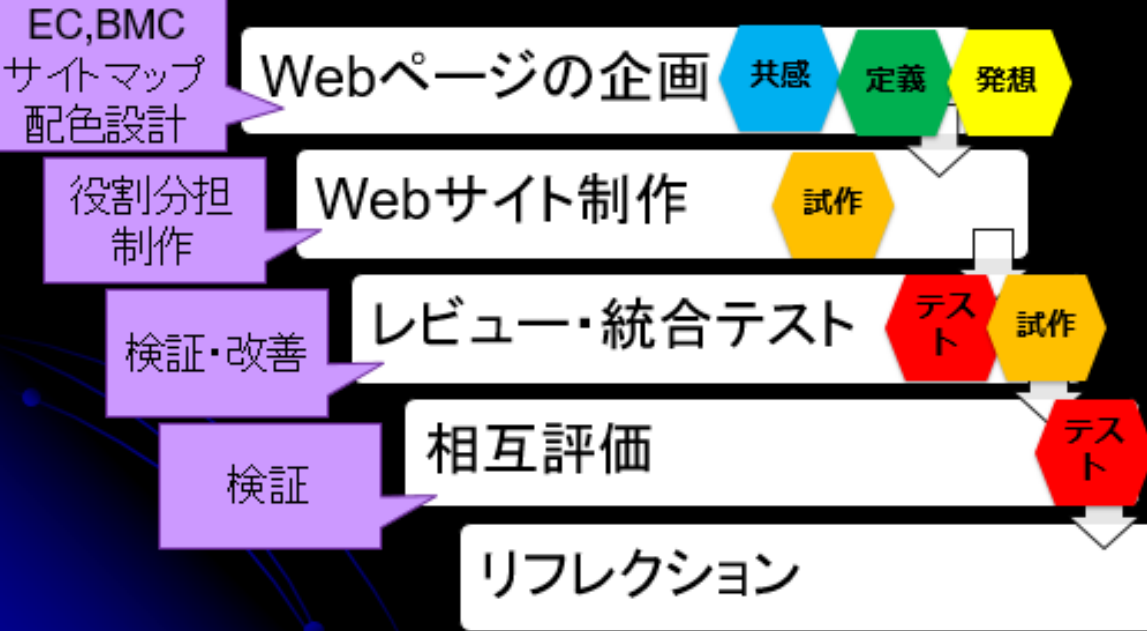 EC,BMC
サイトマップ
配色設計
Webページの企画
共感
定義
発想
役割分担
制作
Webサイト制作
試作
検証・改善
レビュー・統合テスト
テス
ト
試作
検証
相互評価
テス
ト
リフレクション